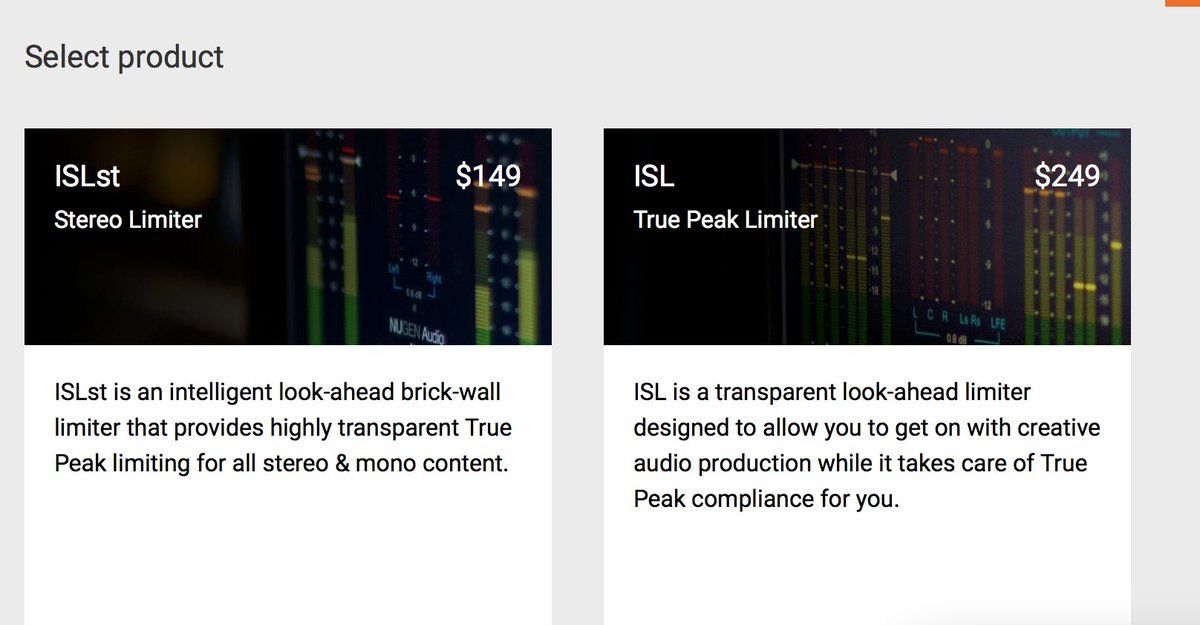 Select product
ISLst
$149
Stereo Limiter
Left
Right
NUGEN Audio
ISLst is an intelligent look-ahead brick-wall
limiter that provides highly transparent True
Peak limiting for all stereo & mono content.
ISL
$249
True Peak Limiter
L C R Ls Rs LFE
0.8 dB
ISL is a transparent look-ahead limiter
designed to allow you to get on with creative
audio production while it takes care of True
Peak compliance for you.